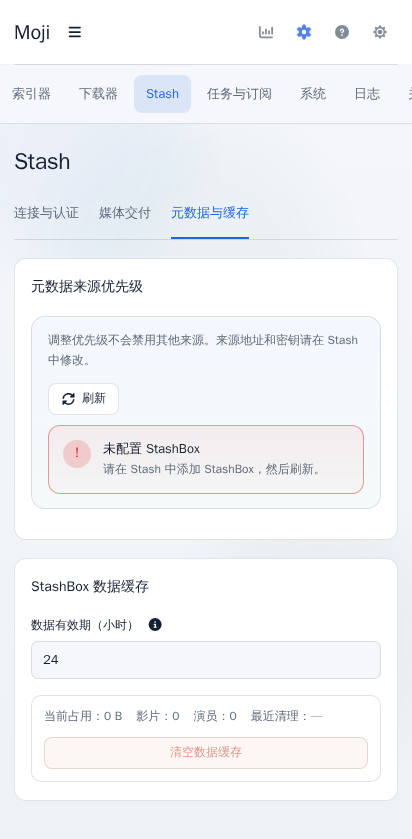 Moji
索引器 下载器 Stash 任务与订阅 系统 日志
Stash
连接与认证 媒体交付 元数据与缓存
元数据来源优先级
调整优先级不会禁用其他来源。来源地址和密钥请在 Stash
中修改。
刷新
未配置 StashBox
请在 Stash 中添加 StashBox，然后刷新。
StashBox 数据缓存
数据有效期（小时）
24
当前占用：0 B 影片：0 演员：0 最近清理：—
清空数据缓存